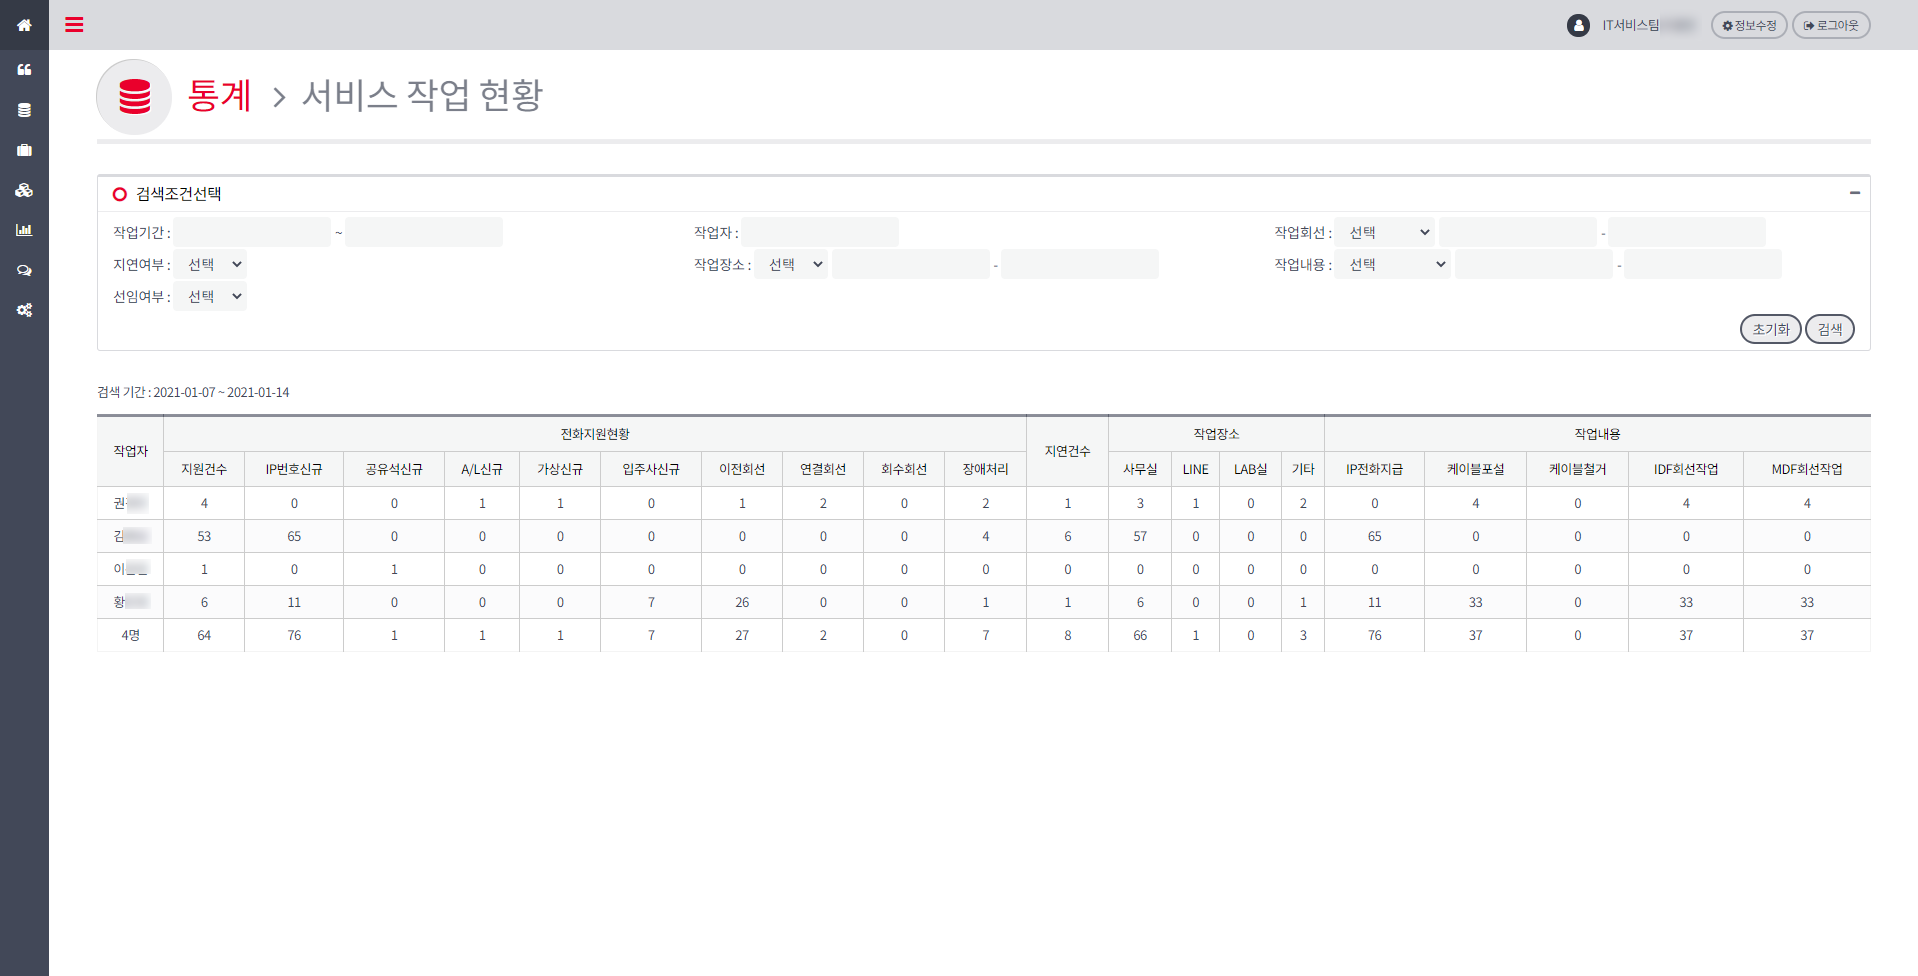 IT서비스팀 정보수정 로그아웃
통계 > 서비스 작업 현황
검색조건선택
작업기간 : ~ 작업자 : 작업회선 : 선택 -
지연여부 : 선택 작업장소 : 선택 - 작업내용 : 선택 -
선임여부 : 선택
초기화 검색
검색 기간 : 2021-01-07 ~ 2021-01-14
작업자 전화지원현황 지연건수 작업장소 작업내용
지원건수 IP번호신규 공유석신규 A/L신규 가상신규 입주사신규 이전회선 연결회선 회수회선 장애처리 사무실 LINE LAB실 기타 IP전화지급 케이블포설 케이블철거 IDF회선작업 MDF회선작업
권 4 0 0 1 1 0 1 2 0 2 1 3 1 0 2 0 4 0 4 4
김 53 65 0 0 0 0 0 0 0 4 6 57 0 0 0 65 0 0 0 0
이 1 0 1 0 0 0 0 0 0 0 0 0 0 0 0 0 0 0 0 0
황 6 11 0 0 0 7 26 0 0 1 1 6 0 0 1 11 33 0 33 33
4명 64 76 1 1 1 7 27 2 0 7 8 66 1 0 3 76 37 0 37 37